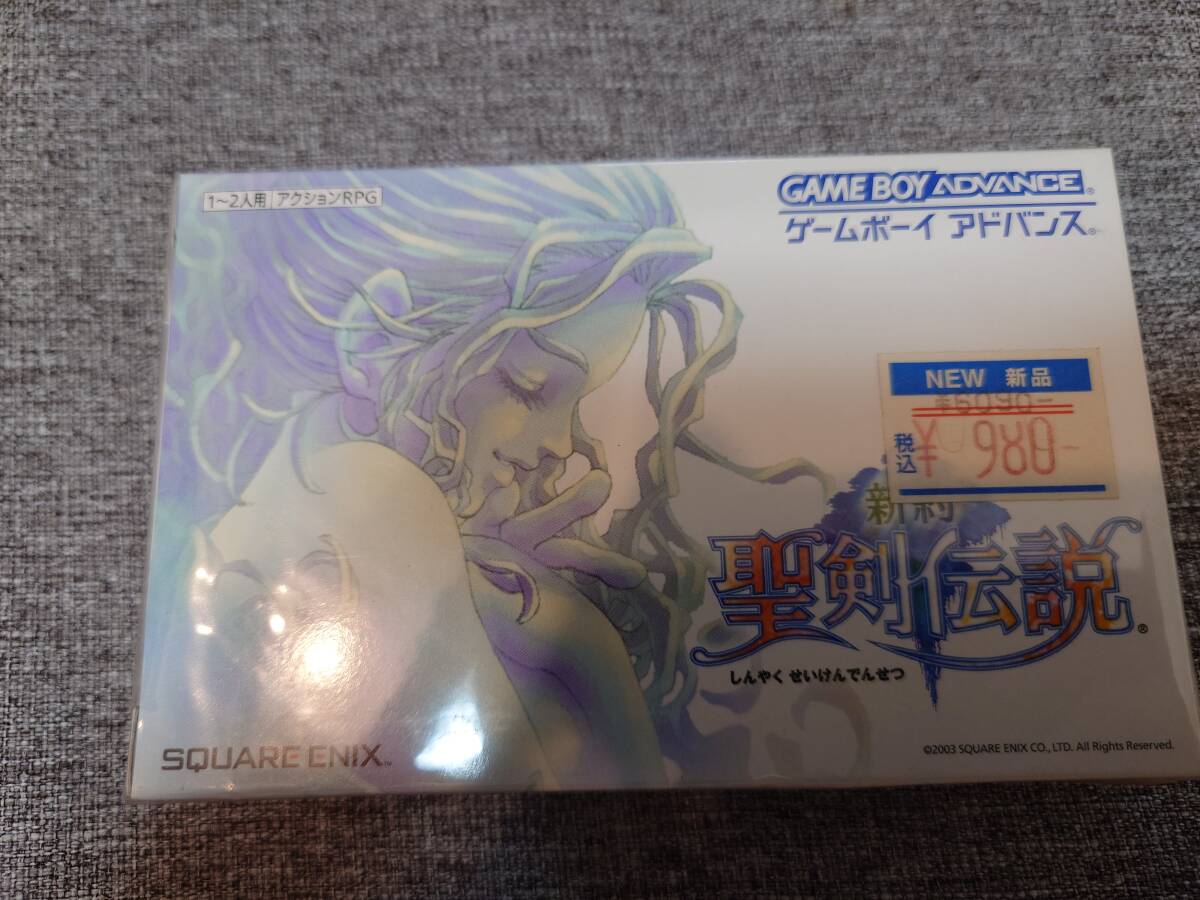 1～2人用 アクションRPG
GAME BOY ADVANCE®
ゲームボーイ アドバンス®
NEW 新品
¥6090-
税込 ¥ 980-
新約
聖剣伝説®
しんやく せいけんでんせつ
SQUARE ENIX™
©2003 SQUARE ENIX CO., LTD. All Rights Reserved.